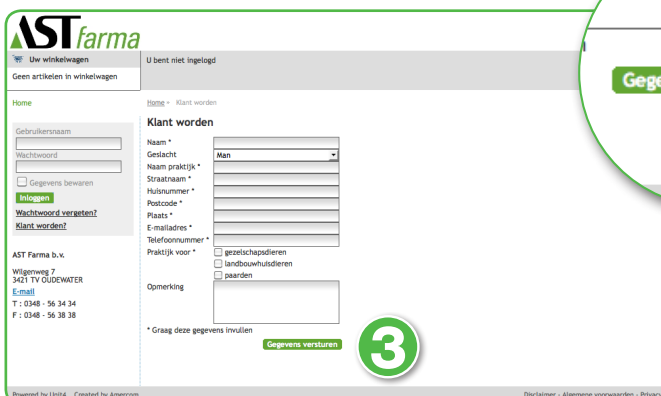 AST farma
Uw winkelwagen
Geen artikelen in winkelwagen
U bent niet ingelogd
Home
Gebruikersnaam
Wachtwoord
Gegevens bewaren
Inloggen
Wachtwoord vergeten?
Klant worden?
AST Farma b.v.
Wilgenweg 7
3421 TV OUDEWATER
E-mail
T : 0348 - 56 34 34
F : 0348 - 56 38 38
Home » Klant worden
Klant worden
Naam *
Geslacht Man
Naam praktijk *
Straatnaam *
Huisnummer *
Postcode *
Plaats *
E-mailadres *
Telefoonnummer *
Praktijk voor * gezelschapsdieren
landbouwhuisdieren
paarden
Opmerking
* Graag deze gegevens invullen
Gegevens versturen
3
Powered by Unit4 Created by Amercom
Disclaimer - Algemene voorwaarden - Privacy